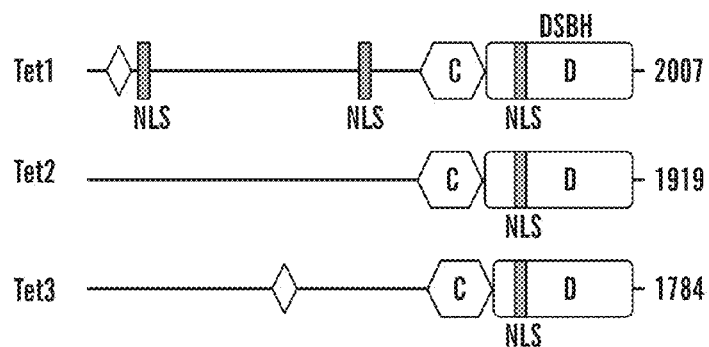 DSBH
Tet1 C D 2007
NLS NLS NLS
Tet2 C D 1919
NLS
Tet3 C D 1784
NLS